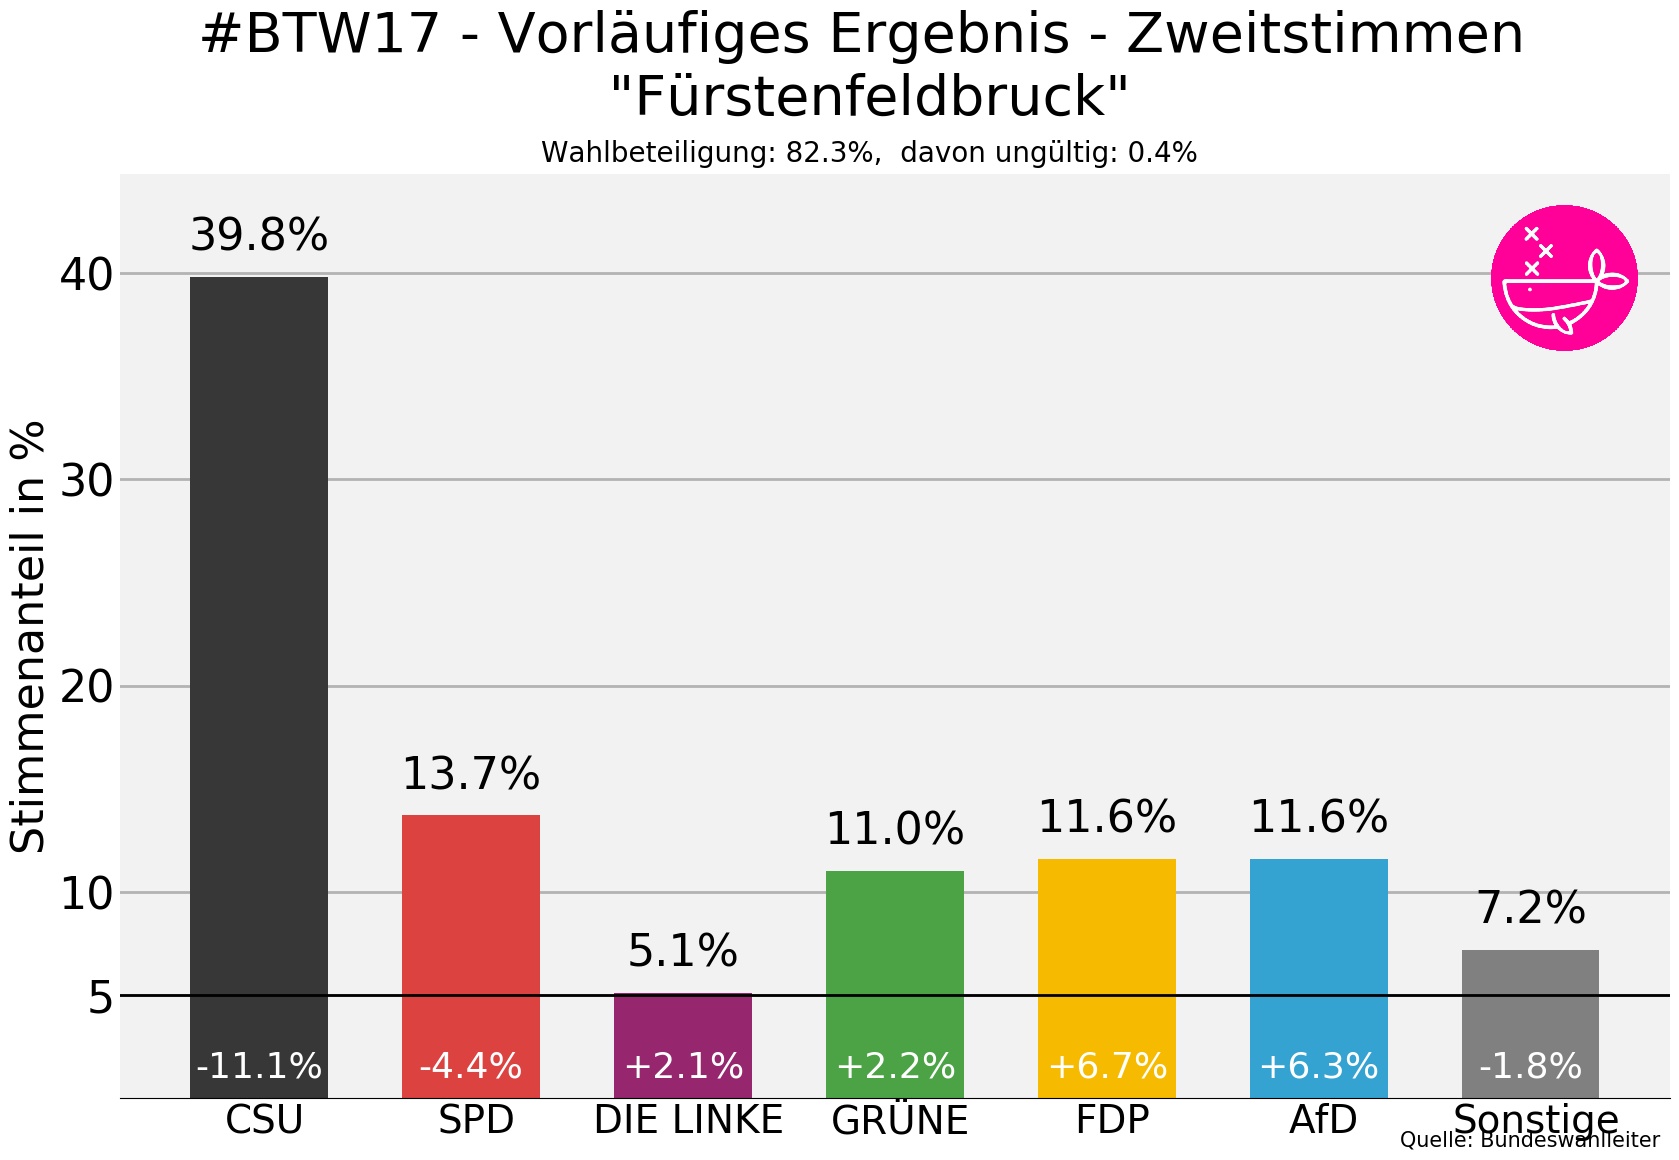 #BTW17 - Vorläufiges Ergebnis - Zweitstimmen
"Fürstenfeldbruck"
Wahlbeteiligung: 82.3%,  davon ungültig: 0.4%
Stimmenanteil in %
40
30
20
10
5
39.8%
13.7%
5.1%
11.0%
11.6%
11.6%
7.2%
-11.1%
-4.4%
+2.1%
+2.2%
+6.7%
+6.3%
-1.8%
CSU
SPD
DIE LINKE
GRÜNE
FDP
AfD
Sonstige
Quelle: Bundeswahlleiter